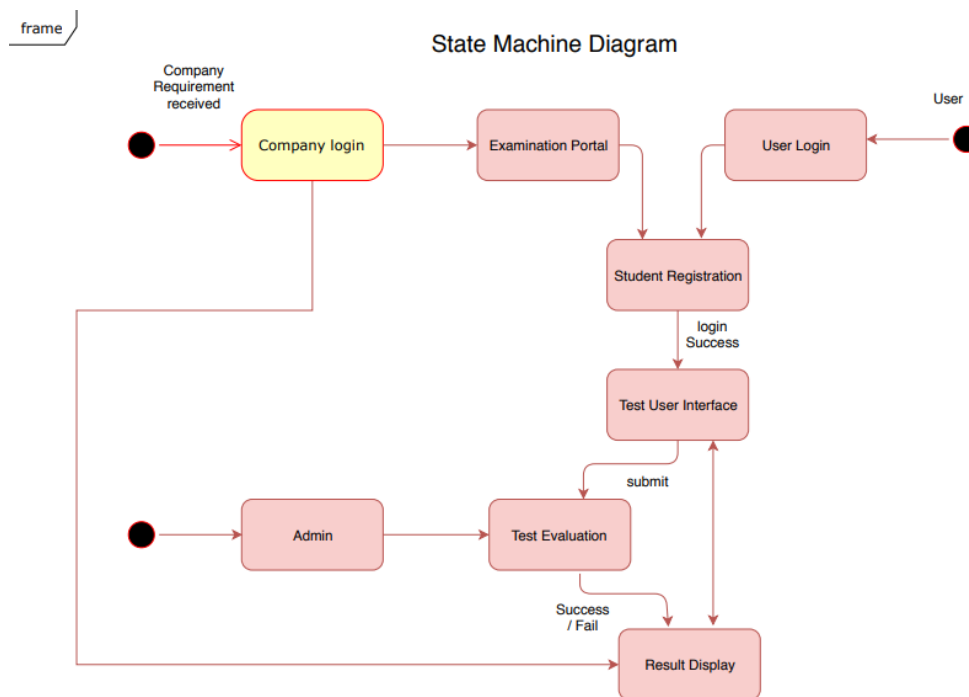 frame
State Machine Diagram
Company
Requirement
received
User
Company login
Examination Portal
User Login
Student Registration
login
Success
Test User Interface
submit
Admin
Test Evaluation
Success
/ Fail
Result Display